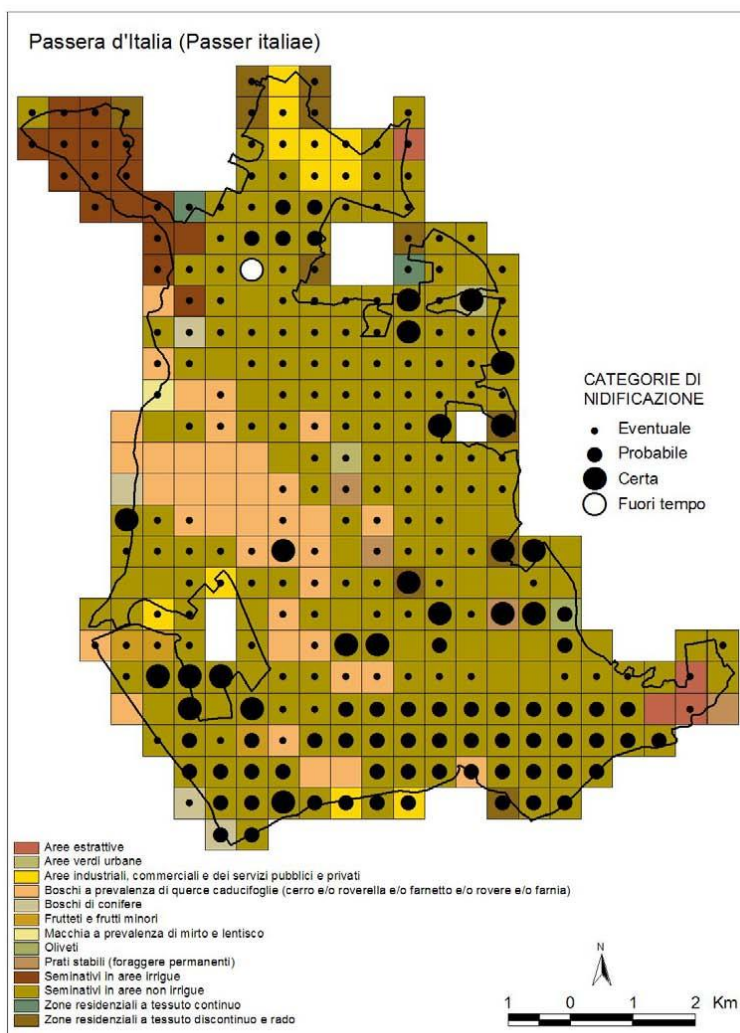 Passera d'Italia (Passer italiae)
CATEGORIE DI
NIDIFICAZIONE
Eventuale
Probabile
Certa
Fuori tempo
Aree estrattive
Aree verdi urbane
Aree industriali, commerciali e dei servizi pubblici e privati
Boschi a prevalenza di querce caducifoglie (cerro e/o roverella e/o farnetto e/o rovere e/o farnia)
Boschi di conifere
Frutteti e frutti minori
Macchia a prevalenza di mirto e lentisco
Oliveti
Prati stabili (foraggere permanenti)
Seminativi in aree irrigue
Seminativi in aree non irrigue
Zone residenziali a tessuto continuo
Zone residenziali a tessuto discontinuo e rado
N
1 0 1 2 Km